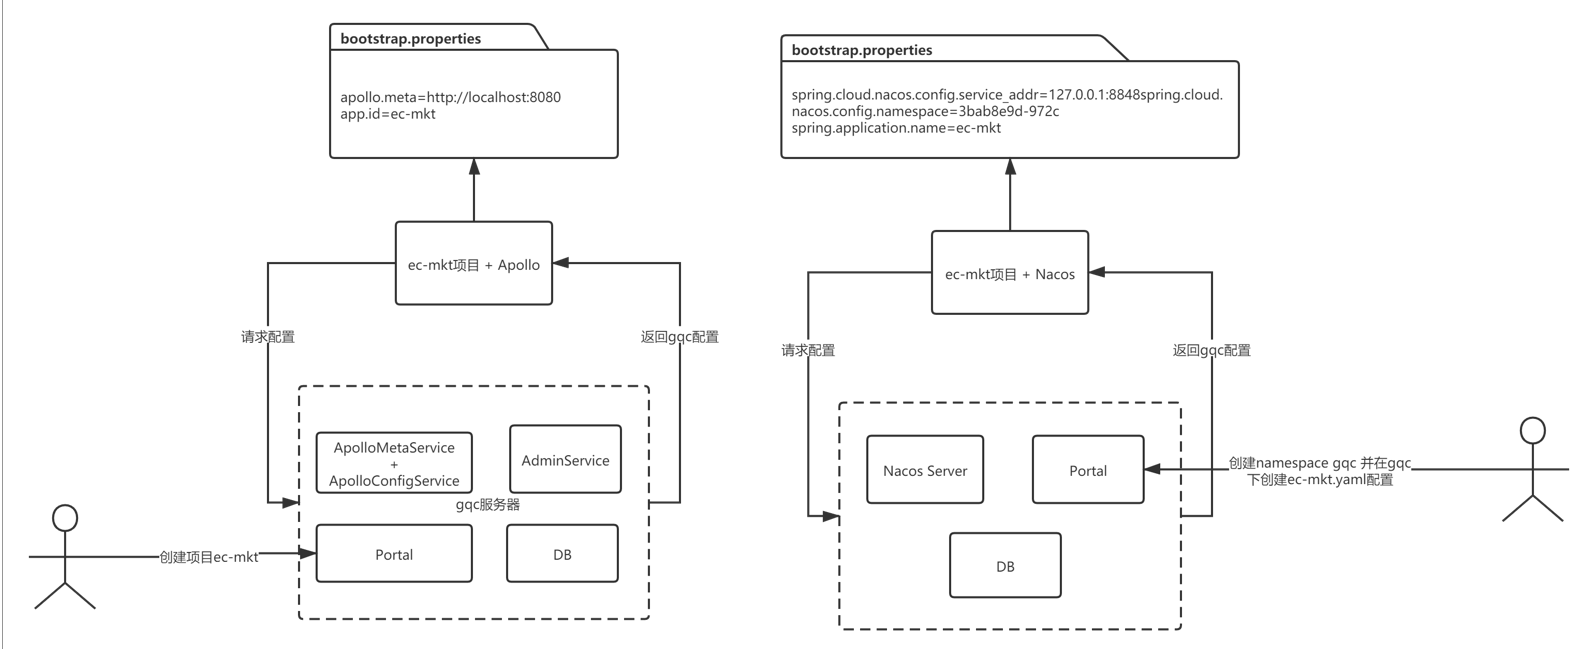 bootstrap.properties
apollo.meta=http://localhost:8080
app.id=ec-mkt
ec-mkt项目 + Apollo
请求配置
返回gqc配置
ApolloMetaService
+
ApolloConfigService
AdminService
gqc服务器
Portal
DB
创建项目ec-mkt
bootstrap.properties
spring.cloud.nacos.config.service_addr=127.0.0.1:8848spring.cloud.
nacos.config.namespace=3bab8e9d-972c
spring.application.name=ec-mkt
ec-mkt项目 + Nacos
请求配置
返回gqc配置
Nacos Server
Portal
DB
创建namespace gqc 并在gqc
下创建ec-mkt.yaml配置